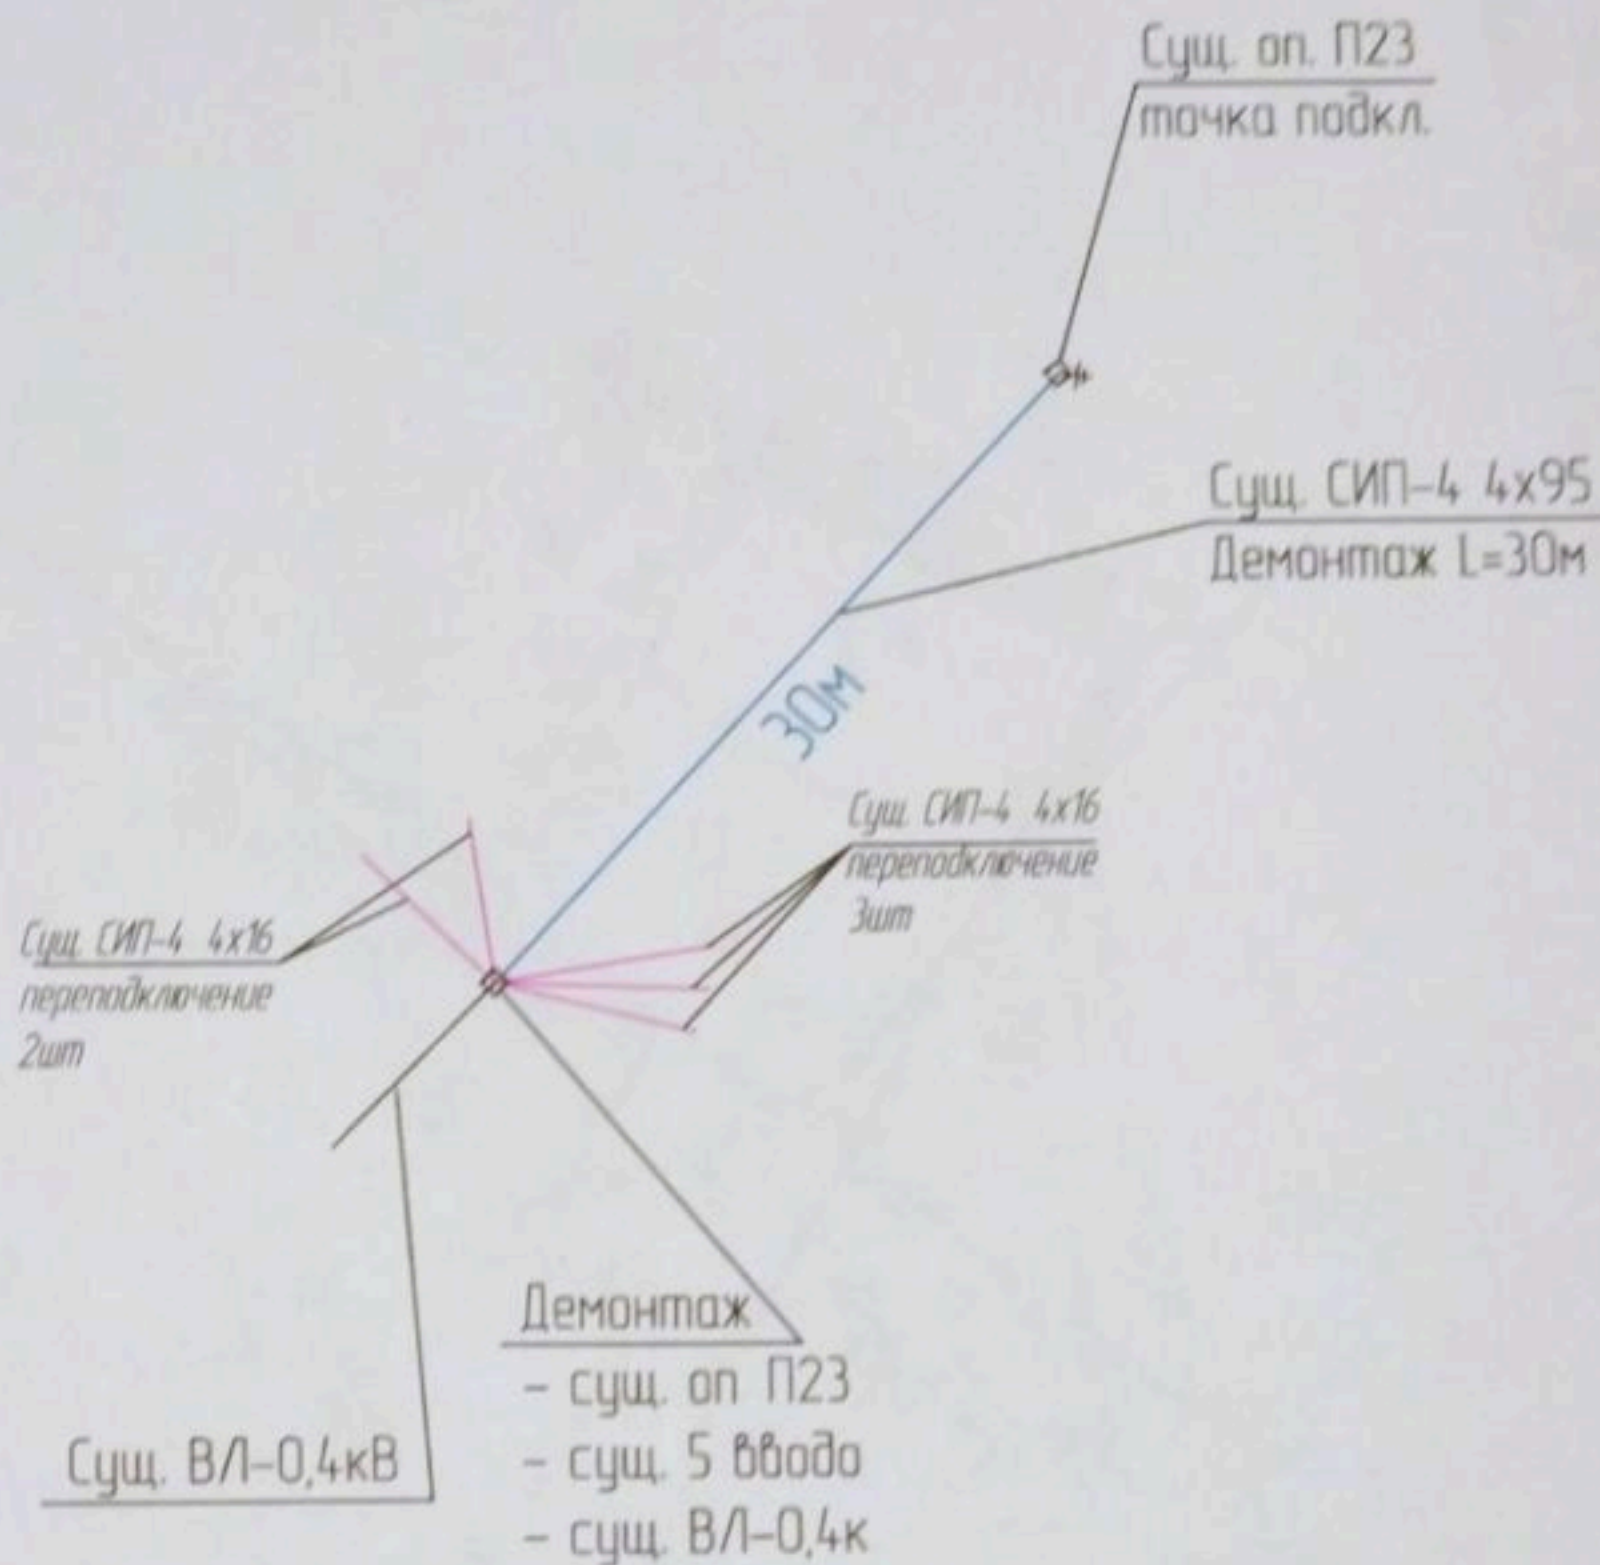 Сущ. оп. П23
точка подкл.
Сущ. СИП-4 4х95
Демонтаж L=30м
30м
Сущ СИП-4 4х16
переподключение
3шт
Сущ СИП-4 4х16
переподключение
2шт
Демонтаж
- сущ. оп П23
- сущ. 5 вводо
- сущ. ВЛ-0,4к
Сущ. ВЛ-0,4кВ